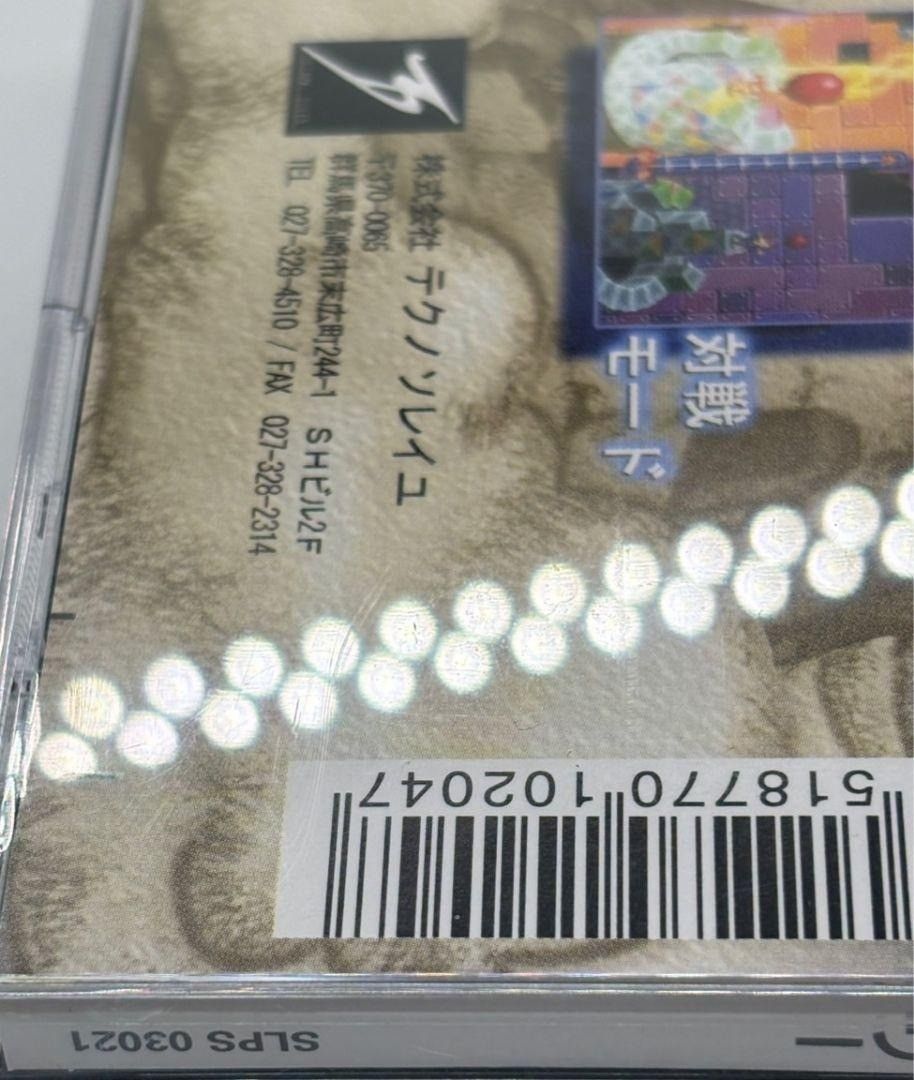 株式会社 テクノソレイユ
〒370-0065
群馬県高崎市末広町244-1 SHビル2F
TEL 027-328-4510 / FAX 027-328-2314
対戦
モード
518770 102047
SLPS 03021